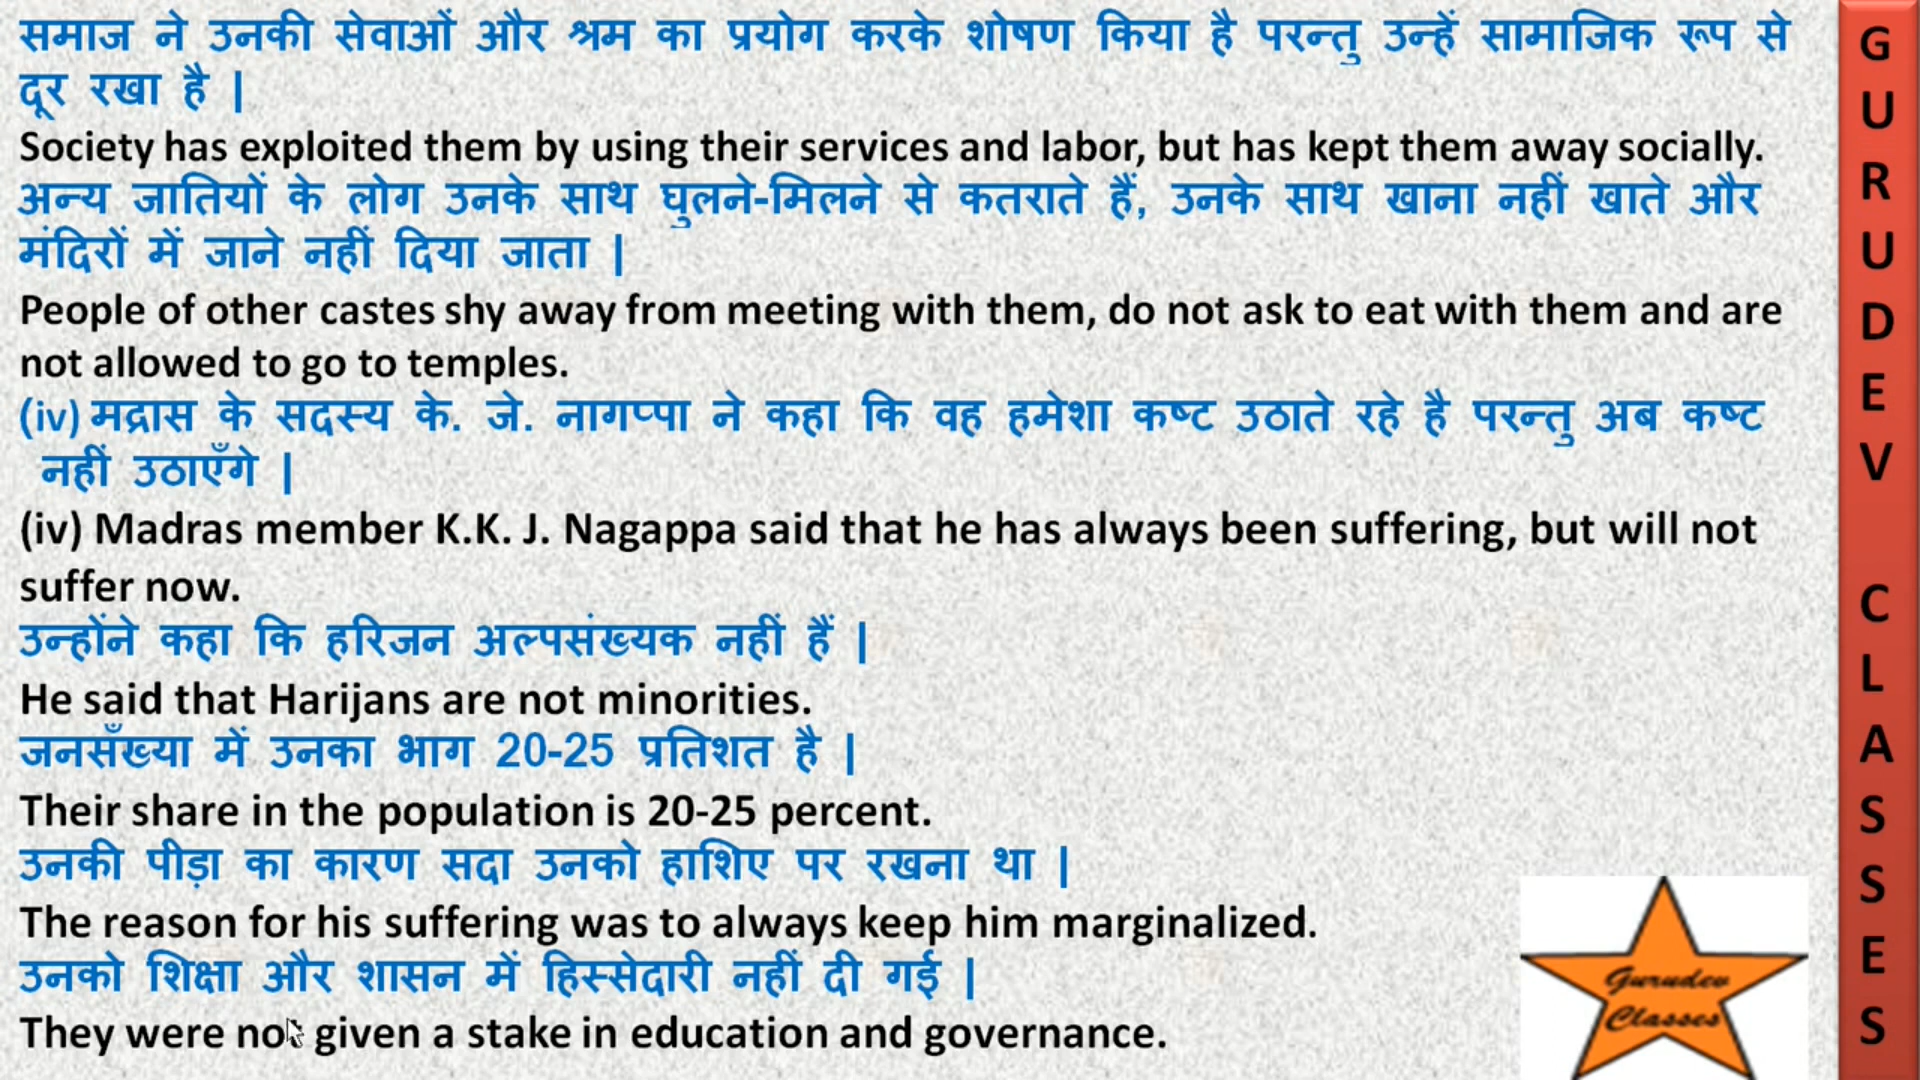 समाज ने उनकी सेवाओं और श्रम का प्रयोग करके शोषण किया है परन्तु उन्हें सामाजिक रूप से
दूर रखा है |
Society has exploited them by using their services and labor, but has kept them away socially.
अन्य जातियों के लोग उनके साथ घुलने-मिलने से कतराते हैं, उनके साथ खाना नहीं खाते और
मंदिरों में जाने नहीं दिया जाता |
People of other castes shy away from meeting with them, do not ask to eat with them and are
not allowed to go to temples.
(iv) मद्रास के सदस्य के. जे. नागप्पा ने कहा कि वह हमेशा कष्ट उठाते रहे है परन्तु अब कष्ट
नहीं उठाएँगे |
(iv) Madras member K.K. J. Nagappa said that he has always been suffering, but will not
suffer now.
उन्होंने कहा कि हरिजन अल्पसंख्यक नहीं हैं |
He said that Harijans are not minorities.
जनसँख्या में उनका भाग 20-25 प्रतिशत है |
Their share in the population is 20-25 percent.
उनकी पीड़ा का कारण सदा उनको हाशिए पर रखना था |
The reason for his suffering was to always keep him marginalized.
उनको शिक्षा और शासन में हिस्सेदारी नहीं दी गई |
They were not given a stake in education and governance.
Gurudev
Classes
GURUDEV CLASSES